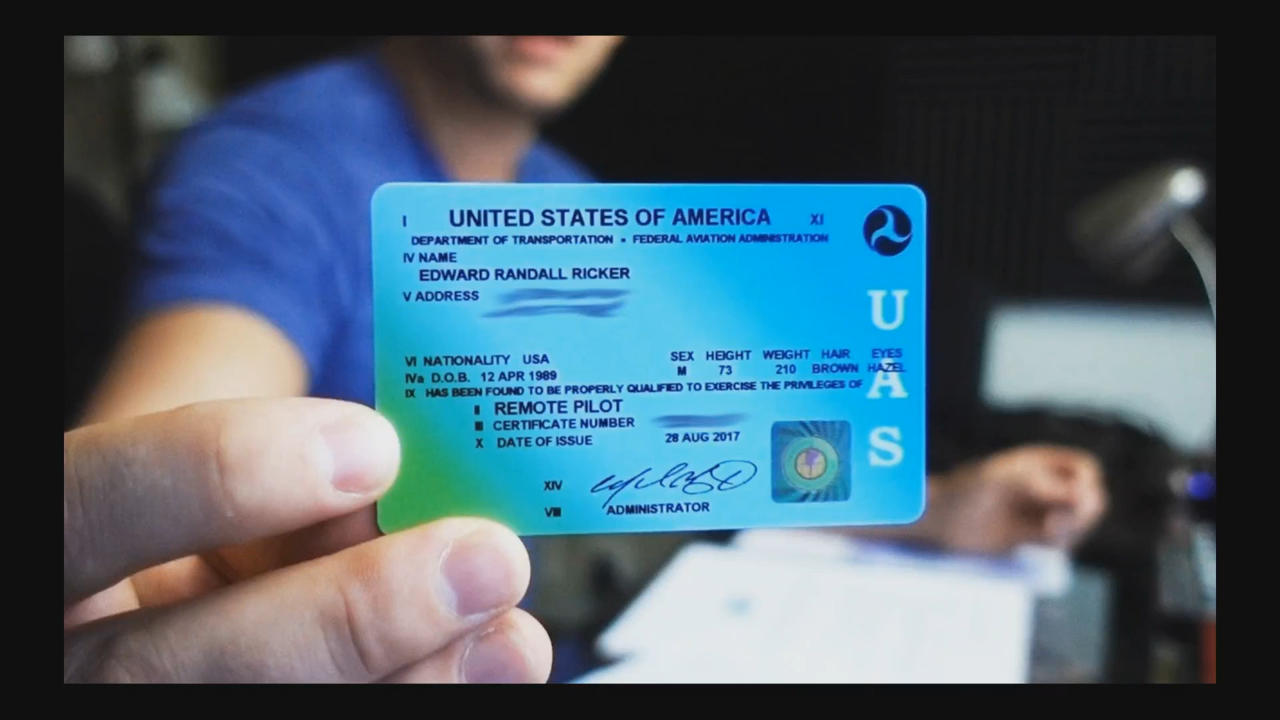 I UNITED STATES OF AMERICA XI
DEPARTMENT OF TRANSPORTATION - FEDERAL AVIATION ADMINISTRATION
IV NAME
EDWARD RANDALL RICKER
V ADDRESS
VI NATIONALITY USA SEX HEIGHT WEIGHT HAIR EYES
IVa D.O.B. 12 APR 1989 M 73 210 BROWN HAZEL
IX HAS BEEN FOUND TO BE PROPERLY QUALIFIED TO EXERCISE THE PRIVILEGES OF
II REMOTE PILOT
III CERTIFICATE NUMBER
X DATE OF ISSUE 28 AUG 2017
XIV
VIII ADMINISTRATOR
UAS